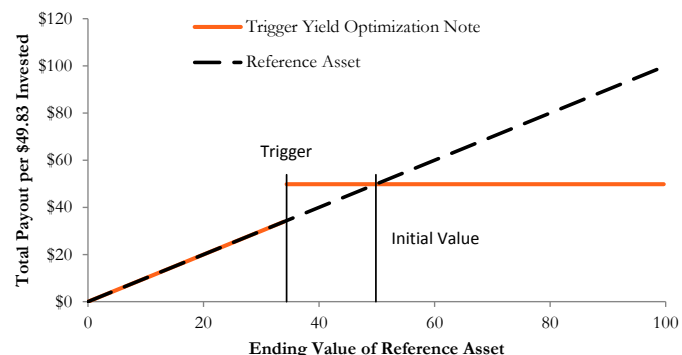 $120
$100
$80
$60
$40
$20
$0
Total Payout per $49.83 Invested
Trigger Yield Optimization Note
Reference Asset
Trigger
Initial Value
0 20 40 60 80 100
Ending Value of Reference Asset